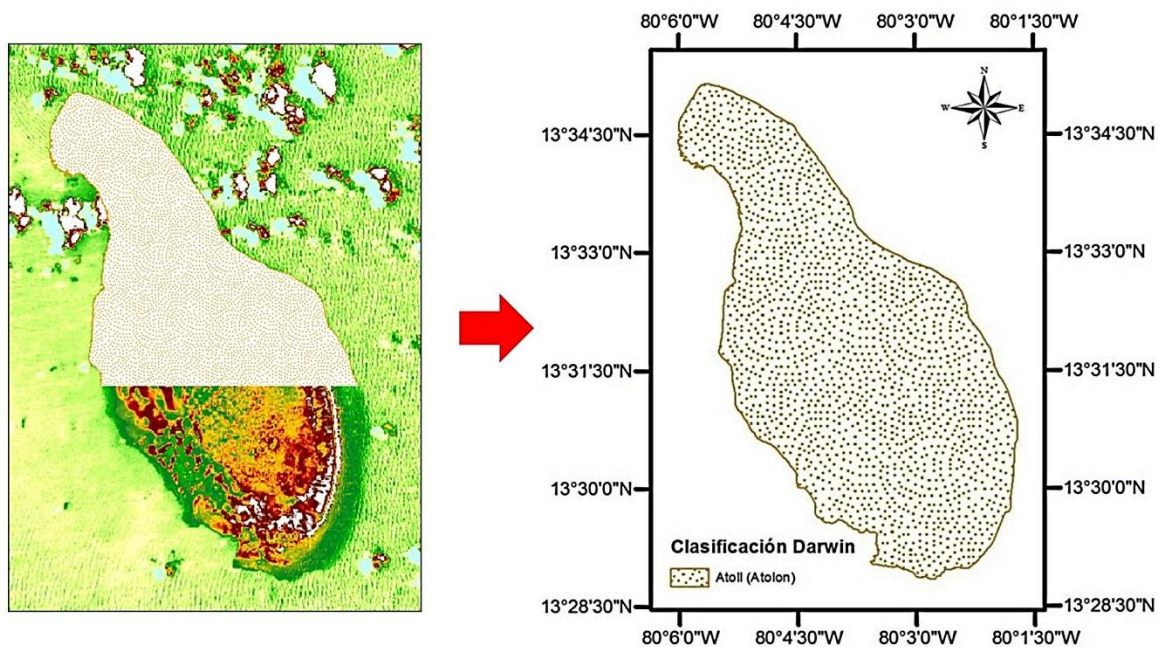 80°6'0"W 80°4'30"W 80°3'0"W 80°1'30"W
N
W E
S
13°34'30"N 13°34'30"N
13°33'0"N 13°33'0"N
13°31'30"N 13°31'30"N
13°30'0"N 13°30'0"N
Clasificación Darwin
Atoll (Atolon)
13°28'30"N 13°28'30"N
80°6'0"W 80°4'30"W 80°3'0"W 80°1'30"W